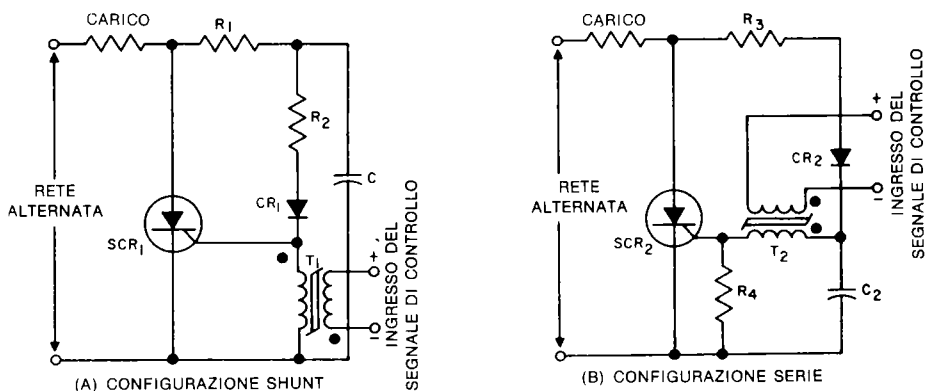 CARICO
R1
R2
C
CR1
RETE
ALTERNATA
SCR1
T1
+
-
INGRESSO DEL
SEGNALE DI CONTROLLO
(A) CONFIGURAZIONE SHUNT
CARICO
R3
+
-
INGRESSO DEL
SEGNALE DI CONTROLLO
CR2
RETE
ALTERNATA
SCR2
T2
R4
C2
(B) CONFIGURAZIONE SERIE